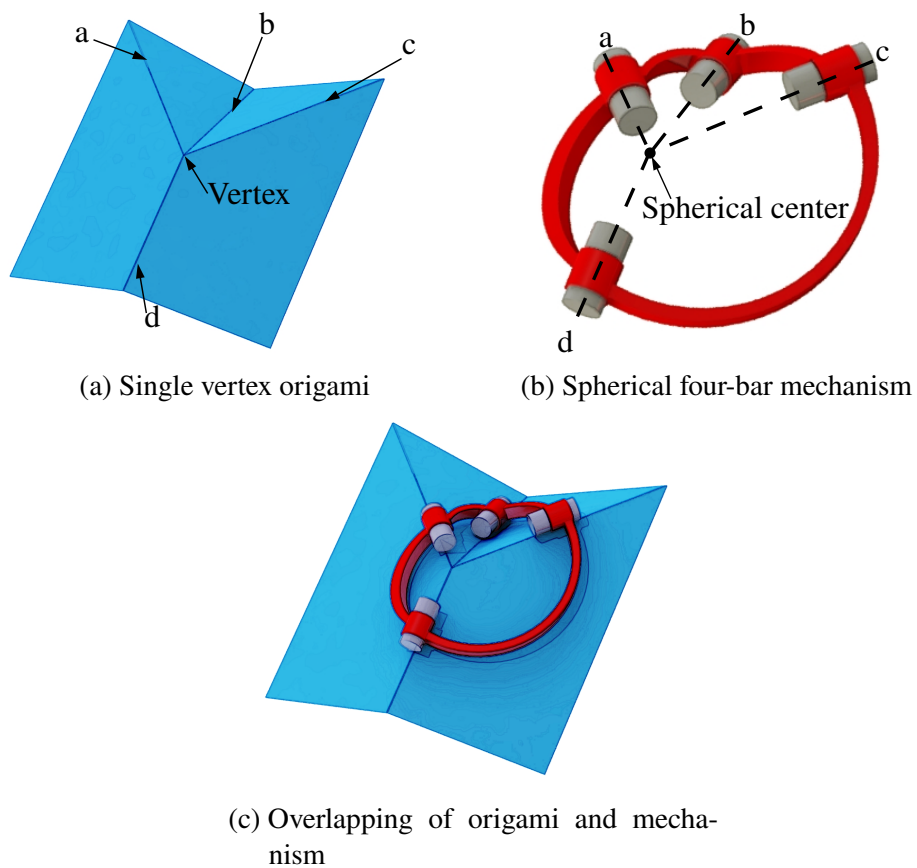 a
b
c
Vertex
d
(a) Single vertex origami
a
b
c
Spherical center
d
(b) Spherical four-bar mechanism
(c) Overlapping of origami and mecha-
nism